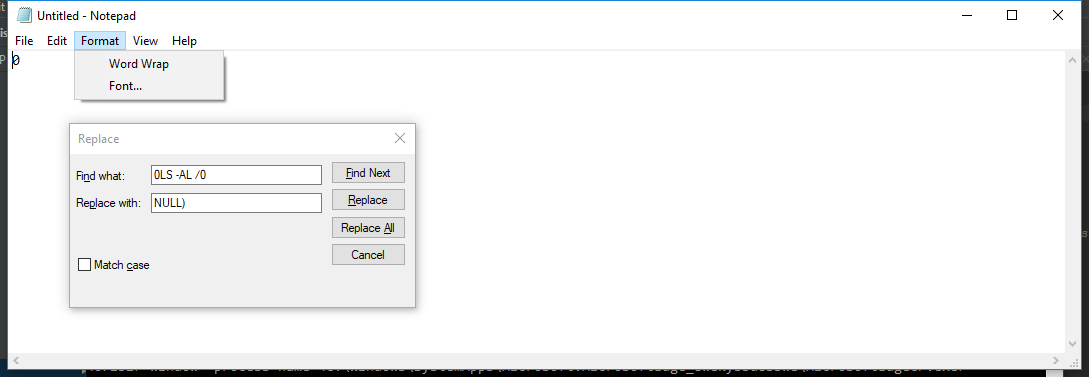 Untitled - Notepad
File Edit Format View Help
0
Word Wrap
Font...
Replace
Find what: 0LS -AL /0 Find Next
Replace with: NULL) Replace
Replace All
Cancel
Match case